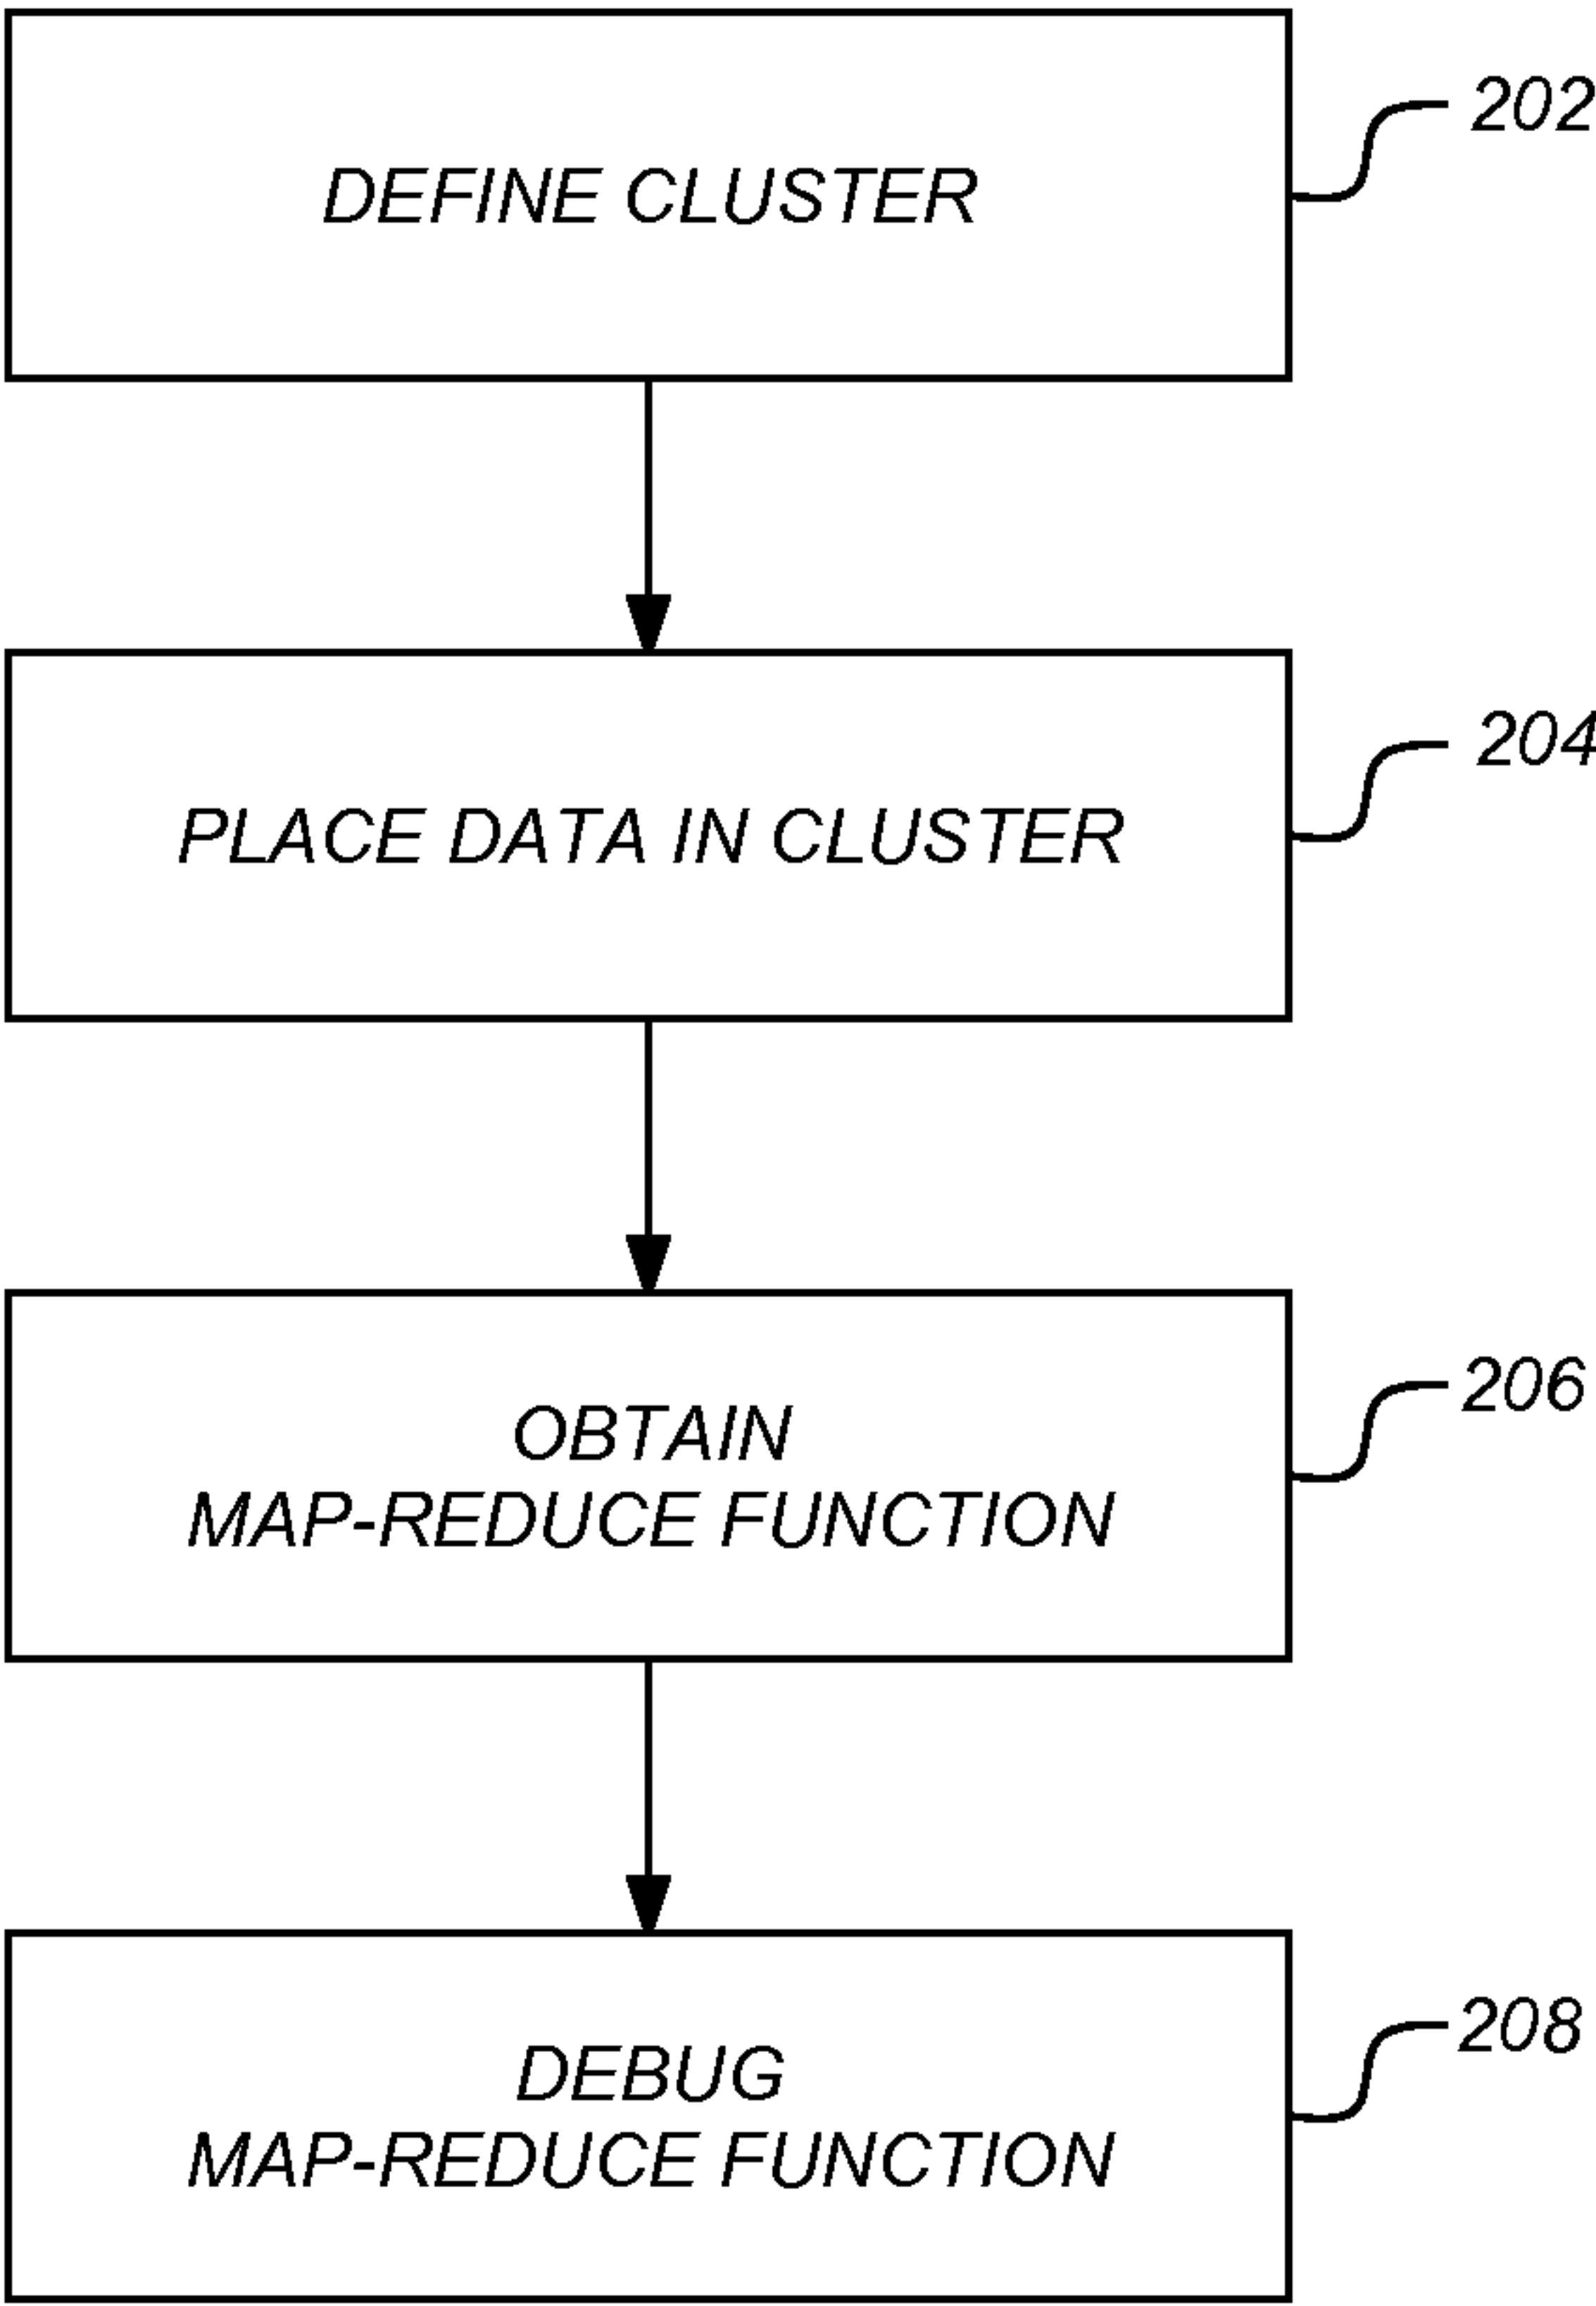 202
DEFINE CLUSTER
204
PLACE DATA IN CLUSTER
206
OBTAIN
MAP-REDUCE FUNCTION
208
DEBUG
MAP-REDUCE FUNCTION